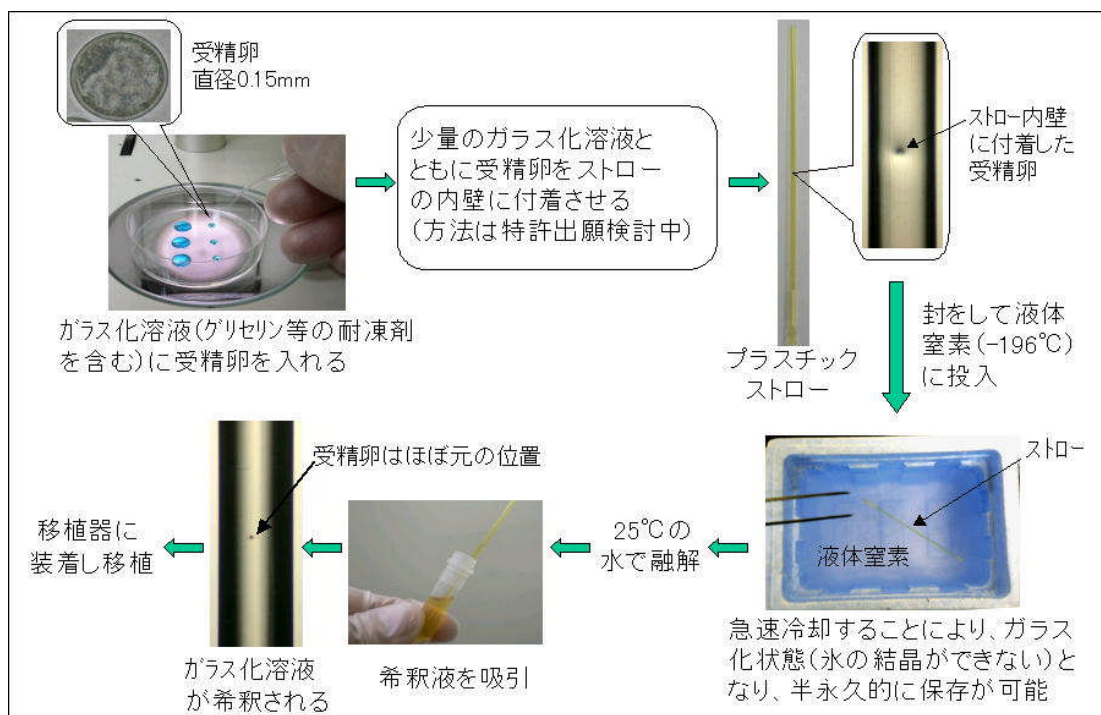 受精卵
直径0.15mm
少量のガラス化溶液と
ともに受精卵をストロー
の内壁に付着させる
(方法は特許出願検討中)
ストロー内壁
に付着した
受精卵
ガラス化溶液(グリセリン等の耐凍剤
を含む)に受精卵を入れる
プラスチック
ストロー
封をして液体
窒素(-196℃)
に投入
ストロー
液体窒素
急速冷却することにより、ガラス
化状態(氷の結晶ができない)と
なり、半永久的に保存が可能
25℃の
水で融解
希釈液を吸引
受精卵はほぼ元の位置
ガラス化溶液
が希釈される
移植器に
装着し移植